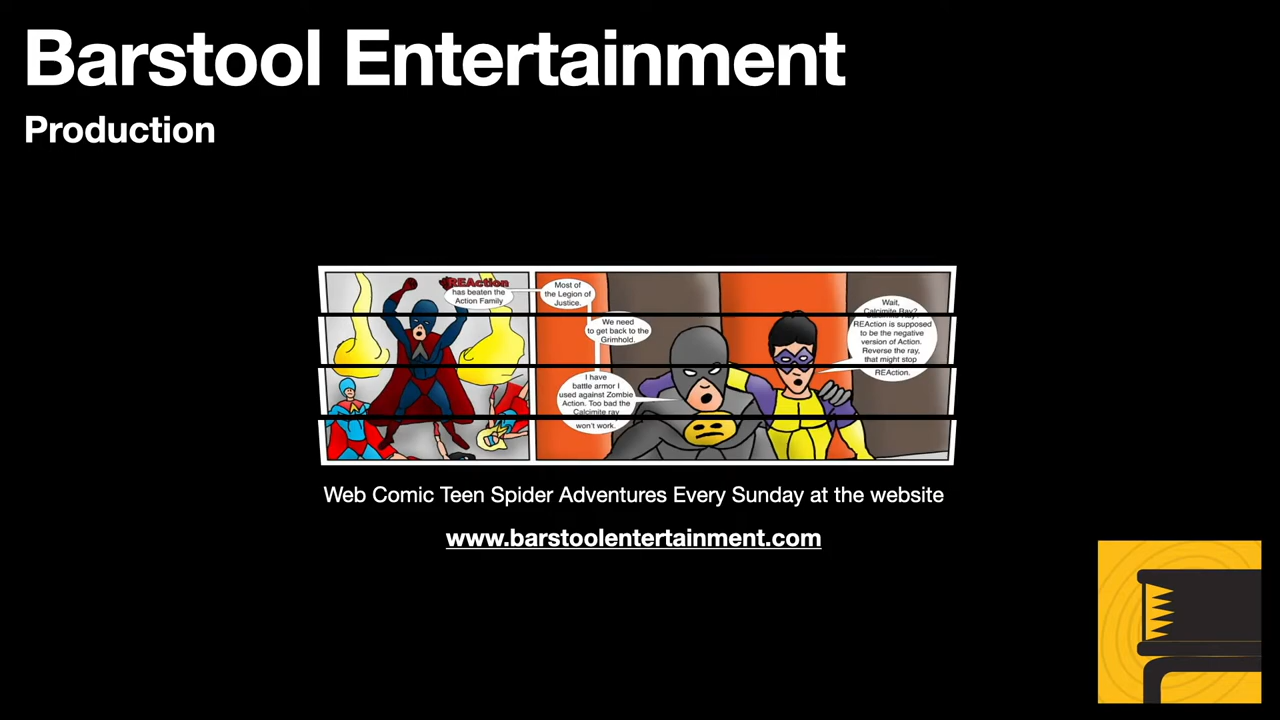 Barstool Entertainment
Production
REAction
has beaten the
Action Family
Most of
the Legion of
Justice.
We need
to get back to the
Grimhold.
I have
battle armor I
used against Zombie
Action. Too bad the
Calcimite ray
won't work.
Wait,
Calcimite Ray?
REAction is supposed
to be the negative
version of Action.
Reverse the ray,
that might stop
REAction.
Web Comic Teen Spider Adventures Every Sunday at the website
www.barstoolentertainment.com